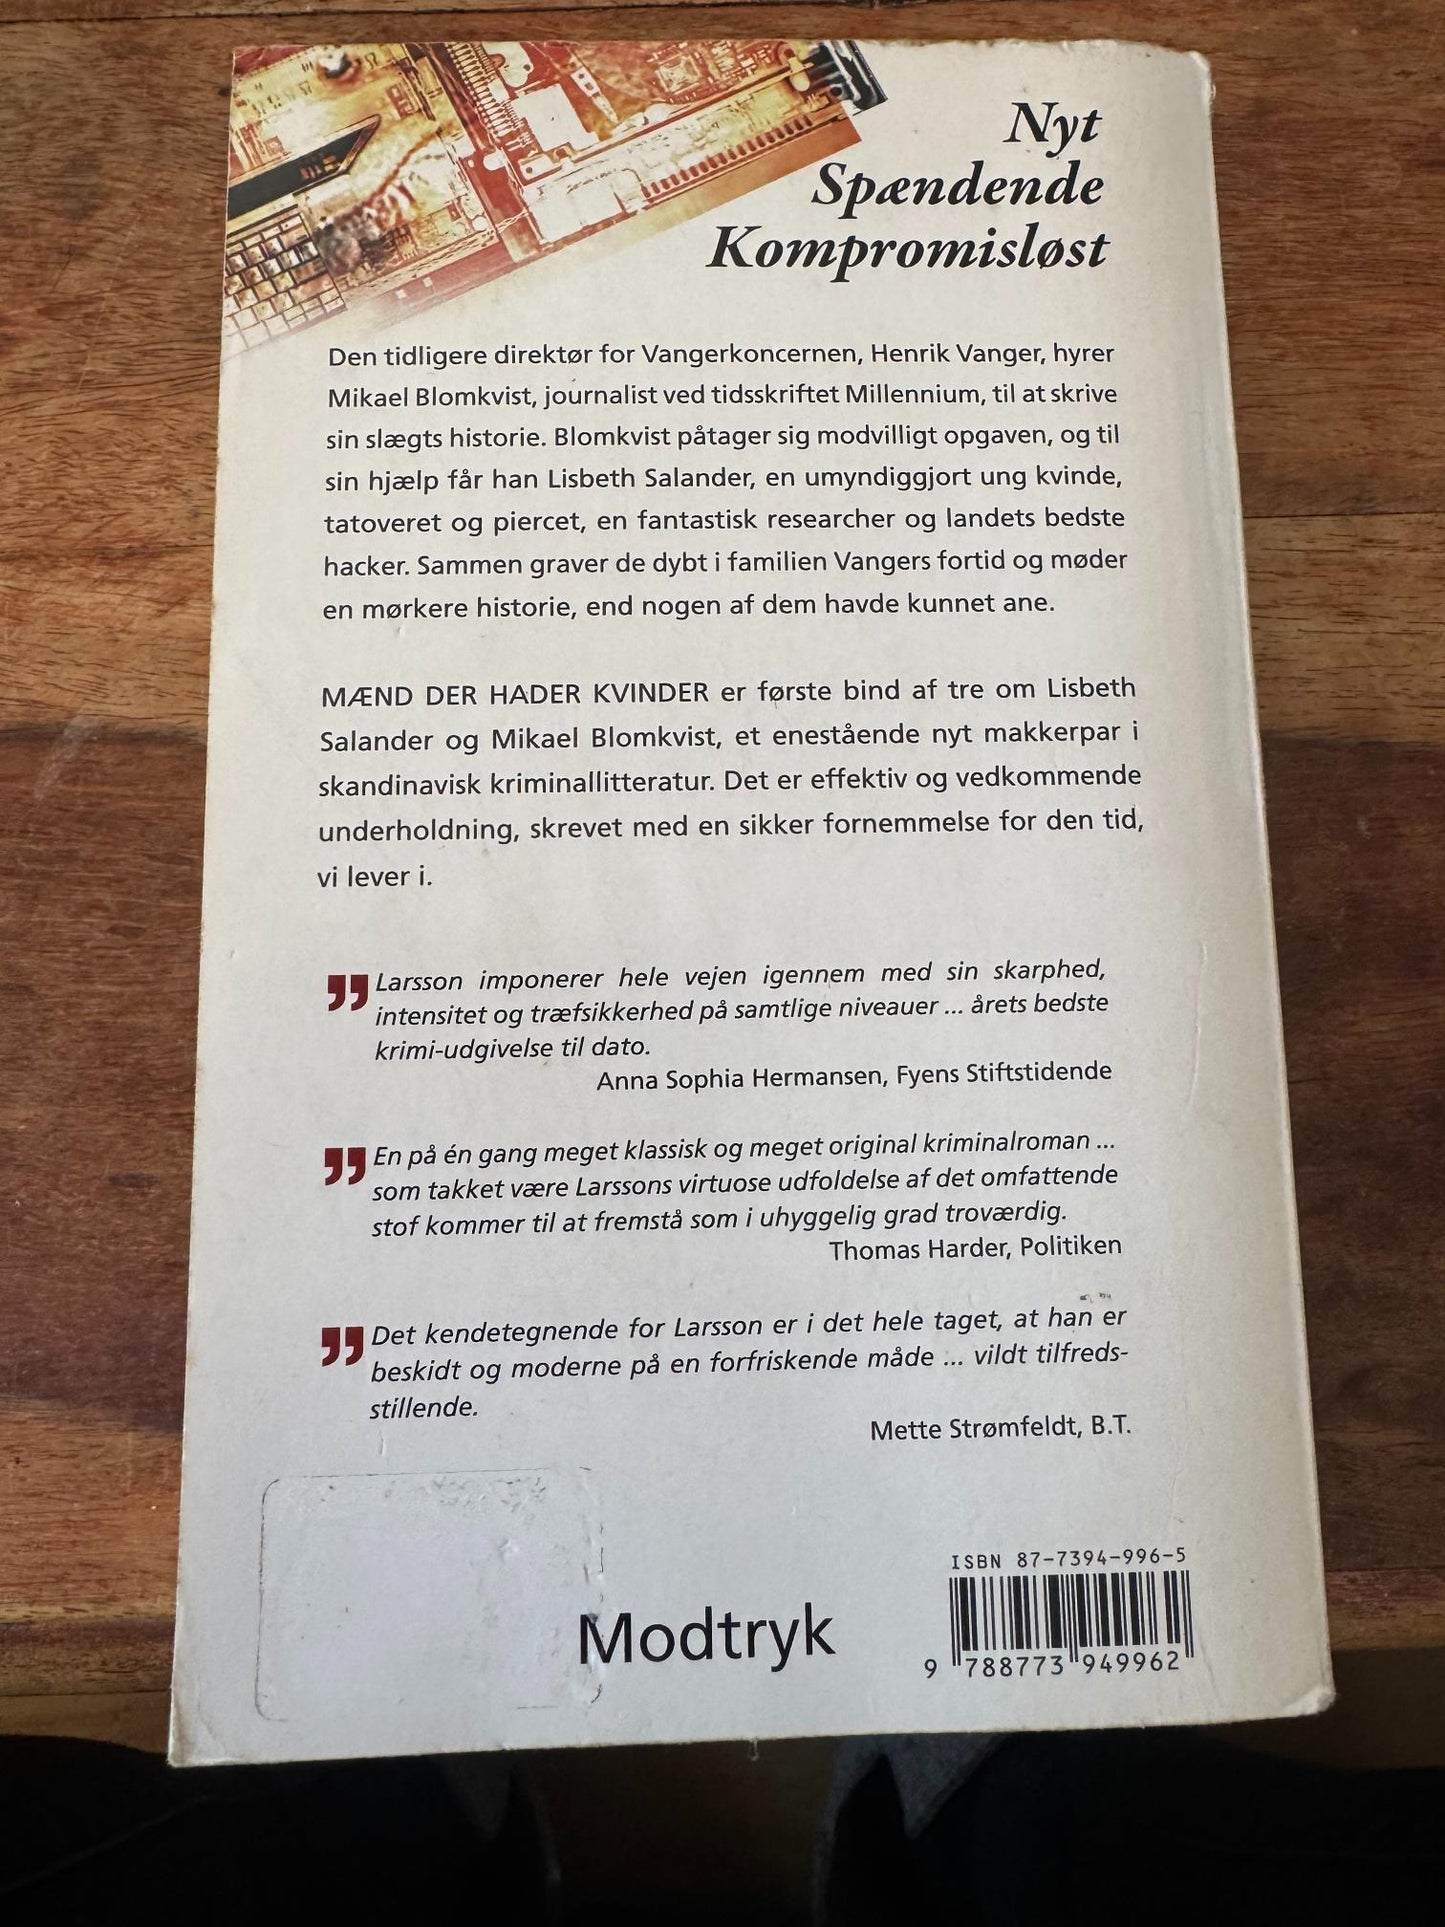 Nyt
Spændende
Kompromisløst
Den tidligere direktør for Vangerkoncernen, Henrik Vanger, hyrer
Mikael Blomkvist, journalist ved tidsskriftet Millennium, til at skrive
sin slægts historie. Blomkvist påtager sig modvilligt opgaven, og til
sin hjælp får han Lisbeth Salander, en umyndiggjort ung kvinde,
tatoveret og piercet, en fantastisk researcher og landets bedste
hacker. Sammen graver de dybt i familien Vangers fortid og møder
en mørkere historie, end nogen af dem havde kunnet ane.
MÆND DER HADER KVINDER er første bind af tre om Lisbeth
Salander og Mikael Blomkvist, et enestående nyt makkerpar i
skandinavisk kriminallitteratur. Det er effektiv og vedkommende
underholdning, skrevet med en sikker fornemmelse for den tid,
vi lever i.
” Larsson imponerer hele vejen igennem med sin skarphed,
intensitet og træfsikkerhed på samtlige niveauer ... årets bedste
krimi-udgivelse til dato.
Anna Sophia Hermansen, Fyens Stiftstidende
” En på én gang meget klassisk og meget original kriminalroman ...
som takket være Larssons virtuose udfoldelse af det omfattende
stof kommer til at fremstå som i uhyggelig grad troværdig.
Thomas Harder, Politiken
” Det kendetegnende for Larsson er i det hele taget, at han er
beskidt og moderne på en forfriskende måde ... vildt tilfreds-
stillende.
Mette Strømfeldt, B.T.
ISBN 87-7394-996-5
Modtryk
9 788773 949962